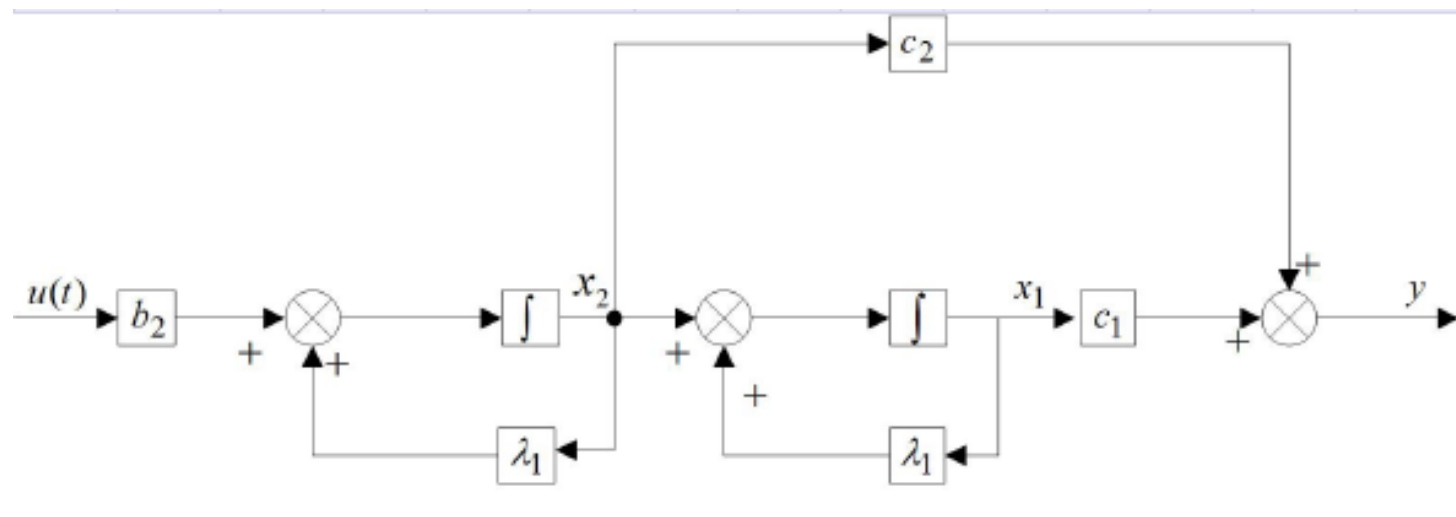 c₂
u(t) b₂ ∫ x₂ ∫ x₁ c₁ + y
+ + + +
+
λ₁ λ₁